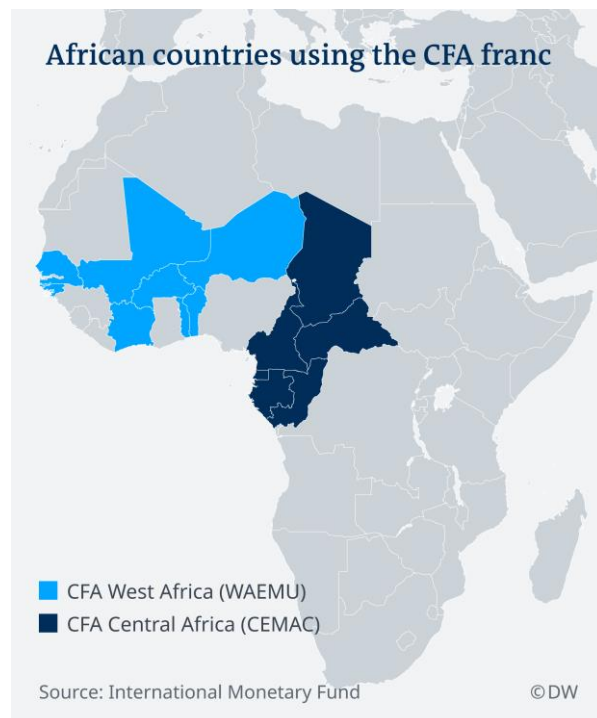 African countries using the CFA franc
CFA West Africa (WAEMU)
CFA Central Africa (CEMAC)
Source: International Monetary Fund
©DW